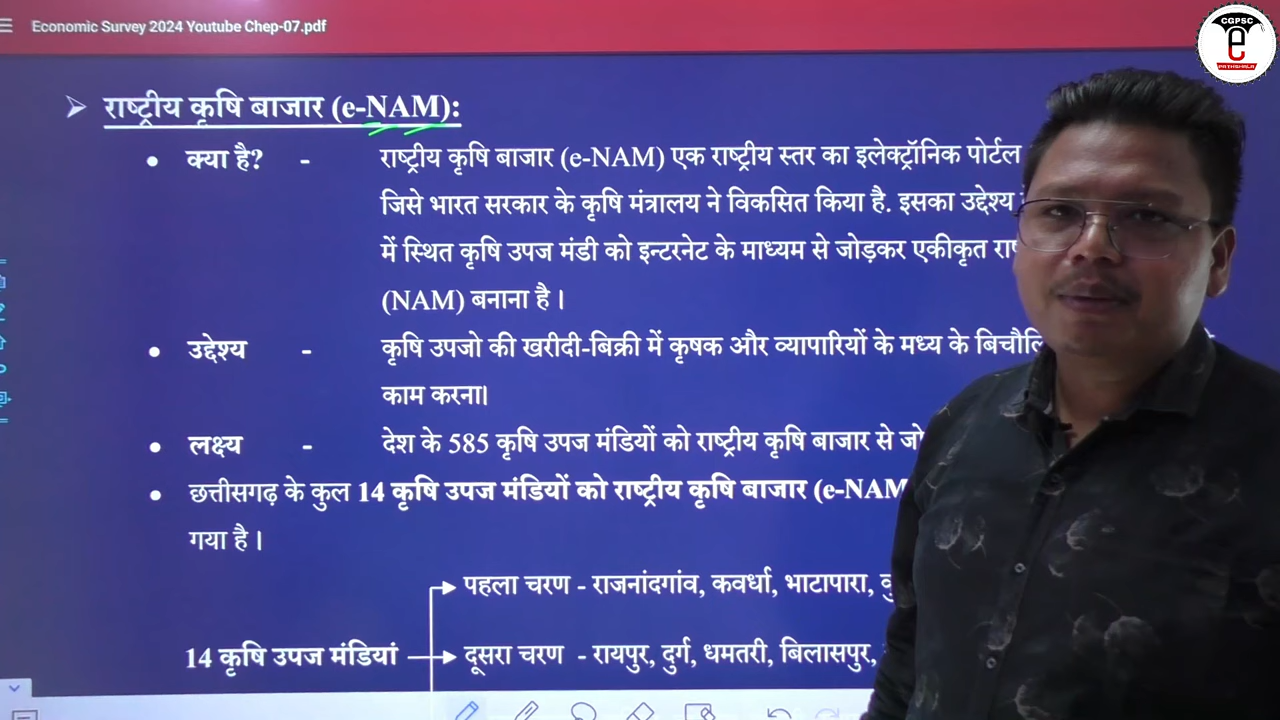 Economic Survey 2024 Youtube Chep-07.pdf
CGPSC
e
PATHSHALA
राष्ट्रीय कृषि बाजार (e-NAM):
क्या है? - राष्ट्रीय कृषि बाजार (e-NAM) एक राष्ट्रीय स्तर का इलेक्ट्रॉनिक पोर्टल
जिसे भारत सरकार के कृषि मंत्रालय ने विकसित किया है. इसका उद्देश्य
में स्थित कृषि उपज मंडी को इन्टरनेट के माध्यम से जोड़कर एकीकृत
(NAM) बनाना है ।
उद्देश्य - कृषि उपजो की खरीदी-बिक्री में कृषक और व्यापारियों के मध्य के
काम करना।
लक्ष्य - देश के 585 कृषि उपज मंडियों को राष्ट्रीय कृषि बाजार से
छत्तीसगढ़ के कुल 14 कृषि उपज मंडियों को राष्ट्रीय कृषि बाजार (e-NAM
गया है ।
पहला चरण - राजनांदगांव, कवर्धा, भाटापारा,
14 कृषि उपज मंडियां
दूसरा चरण - रायपुर, दुर्ग, धमतरी, बिलासपुर,